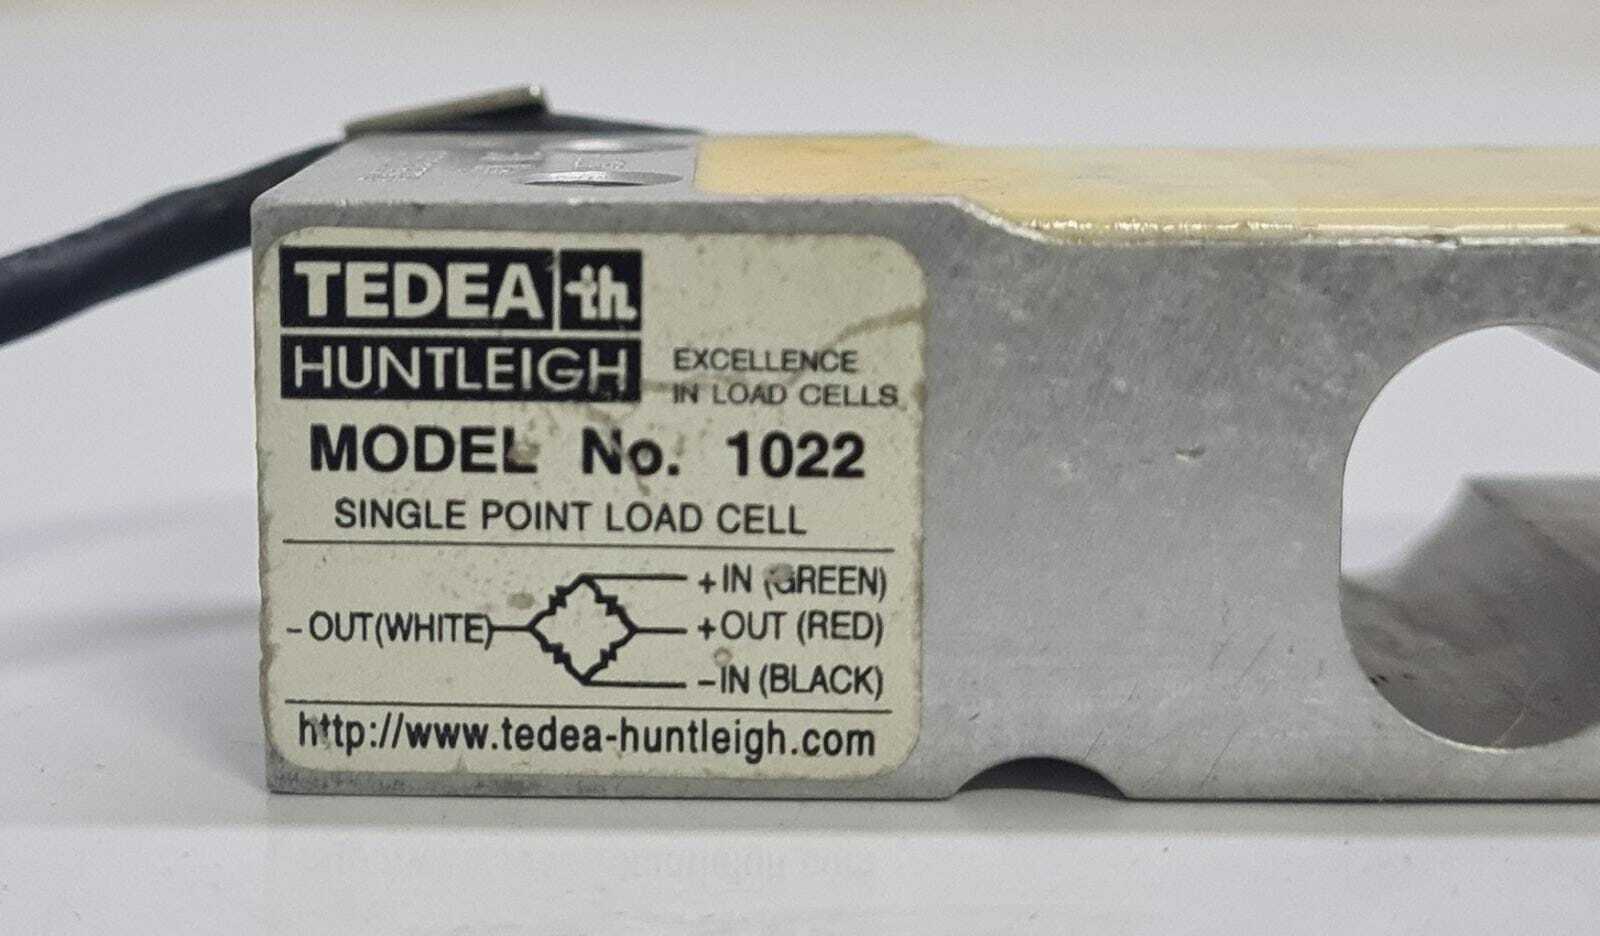 TEDEA th
HUNTLEIGH
EXCELLENCE
IN LOAD CELLS
MODEL No. 1022
SINGLE POINT LOAD CELL
+IN (GREEN)
-OUT(WHITE) +OUT (RED)
-IN (BLACK)
http://www.tedea-huntleigh.com